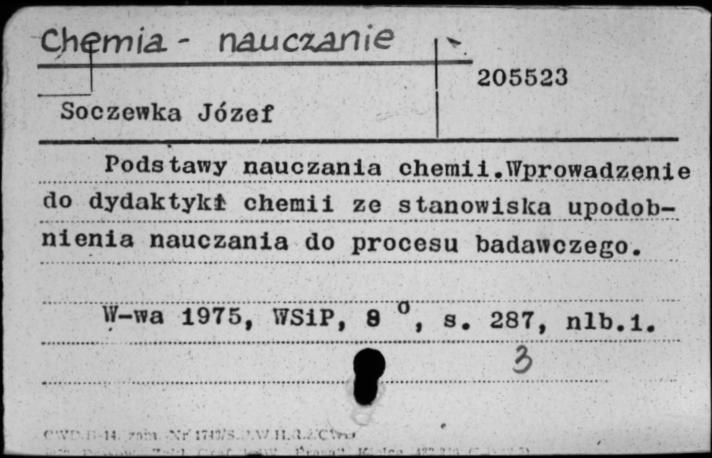 Chemia - nauczanie
205523
Soczewka Józef
Podstawy nauczania chemii.Wprowadzenie
do dydaktyki chemii ze stanowiska upodob-
nienia nauczania do procesu badawczego.
W-wa 1975, WSiP, 8 º, s. 287, nlb.1.
3